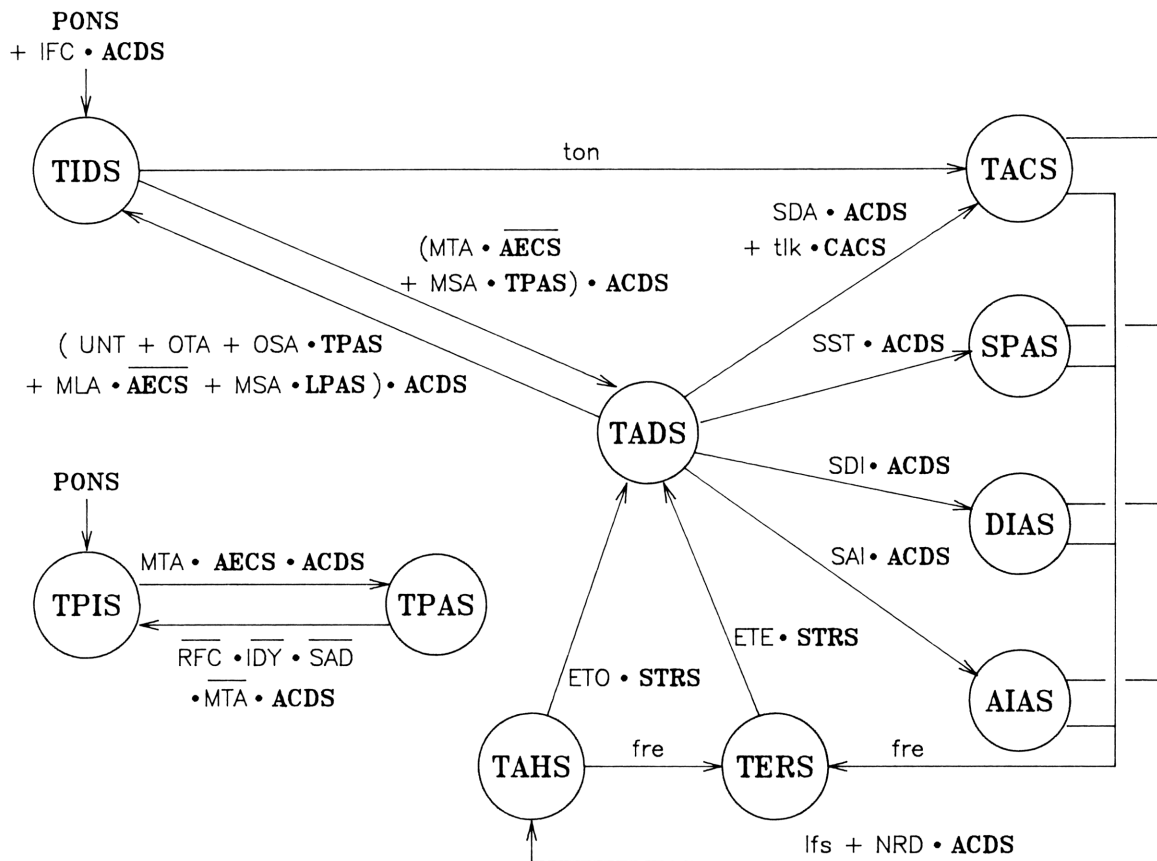 PONS
+ IFC • ACDS
TIDS
ton
TACS
SDA • ACDS
+ tlk • CACS
(MTA • AECS
+ MSA • TPAS) • ACDS
( UNT + OTA + OSA • TPAS
+ MLA • AECS + MSA • LPAS ) • ACDS
SST • ACDS
SPAS
TADS
SDI • ACDS
DIAS
PONS
SAI • ACDS
MTA • AECS • ACDS
TPIS
TPAS
RFC • IDY • SAD
• MTA • ACDS
ETE • STRS
ETO • STRS
AIAS
TAHS
fre
TERS
fre
lfs + NRD • ACDS